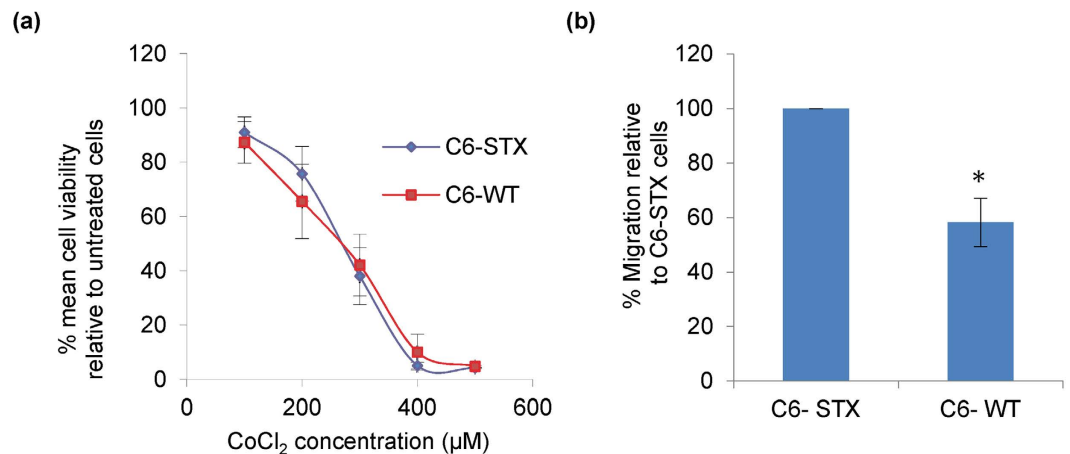 (a)
% mean cell viability
relative to untreated cells
120
100
80
60
40
20
0
0
200
400
600
CoCl₂ concentration (µM)
C6-STX
C6-WT
(b)
% Migration relative
to C6-STX cells
120
100
80
60
40
20
0
*
C6- STX
C6- WT